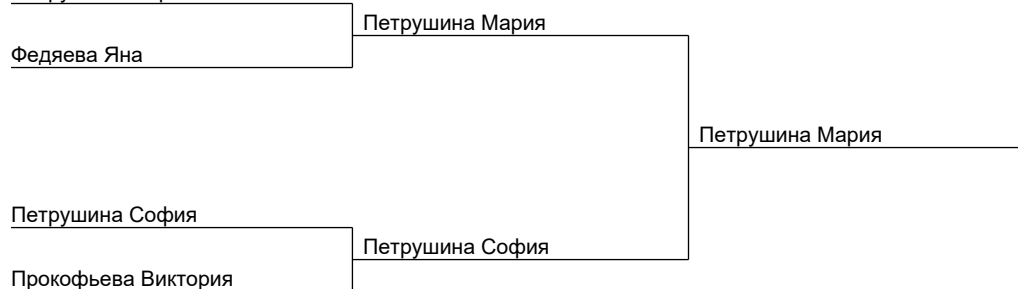 Петрушина Мария
Федяева Яна
Петрушина Мария
Петрушина София
Петрушина София
Прокофьева Виктория